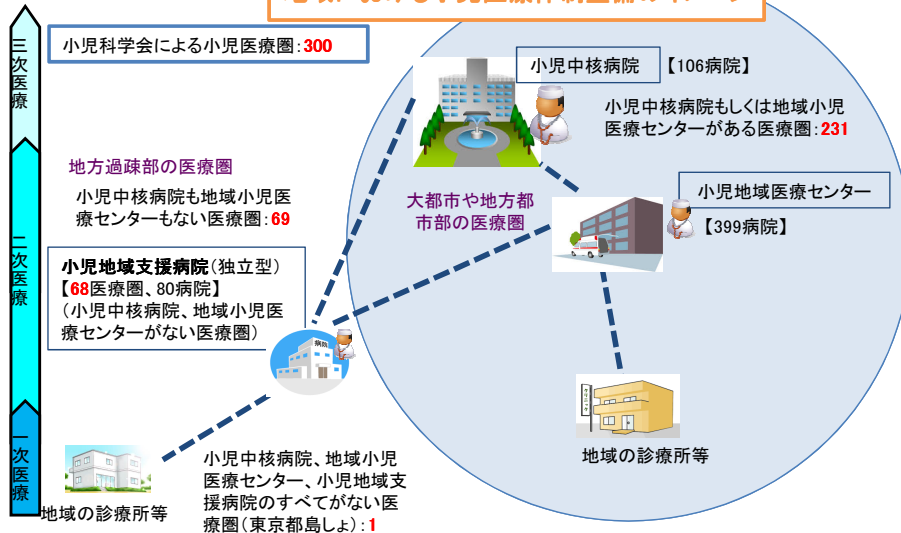 三次医療
小児科学会による小児医療圏:300
小児中核病院
【106病院】
小児中核病院もしくは地域小児
医療センターがある医療圏:231
二次医療
地方過疎部の医療圏
小児中核病院も地域小児医
療センターもない医療圏:69
大都市や地方都
市部の医療圏
小児地域医療センター
【399病院】
小児地域支援病院(独立型)
【68医療圏、80病院】
(小児中核病院、地域小児医
療センターがない医療圏)
病院
クリニック
地域の診療所等
一次医療
地域の診療所等
小児中核病院、地域小児
医療センター、小児地域支
援病院のすべてがない医
療圏(東京都島しょ):1